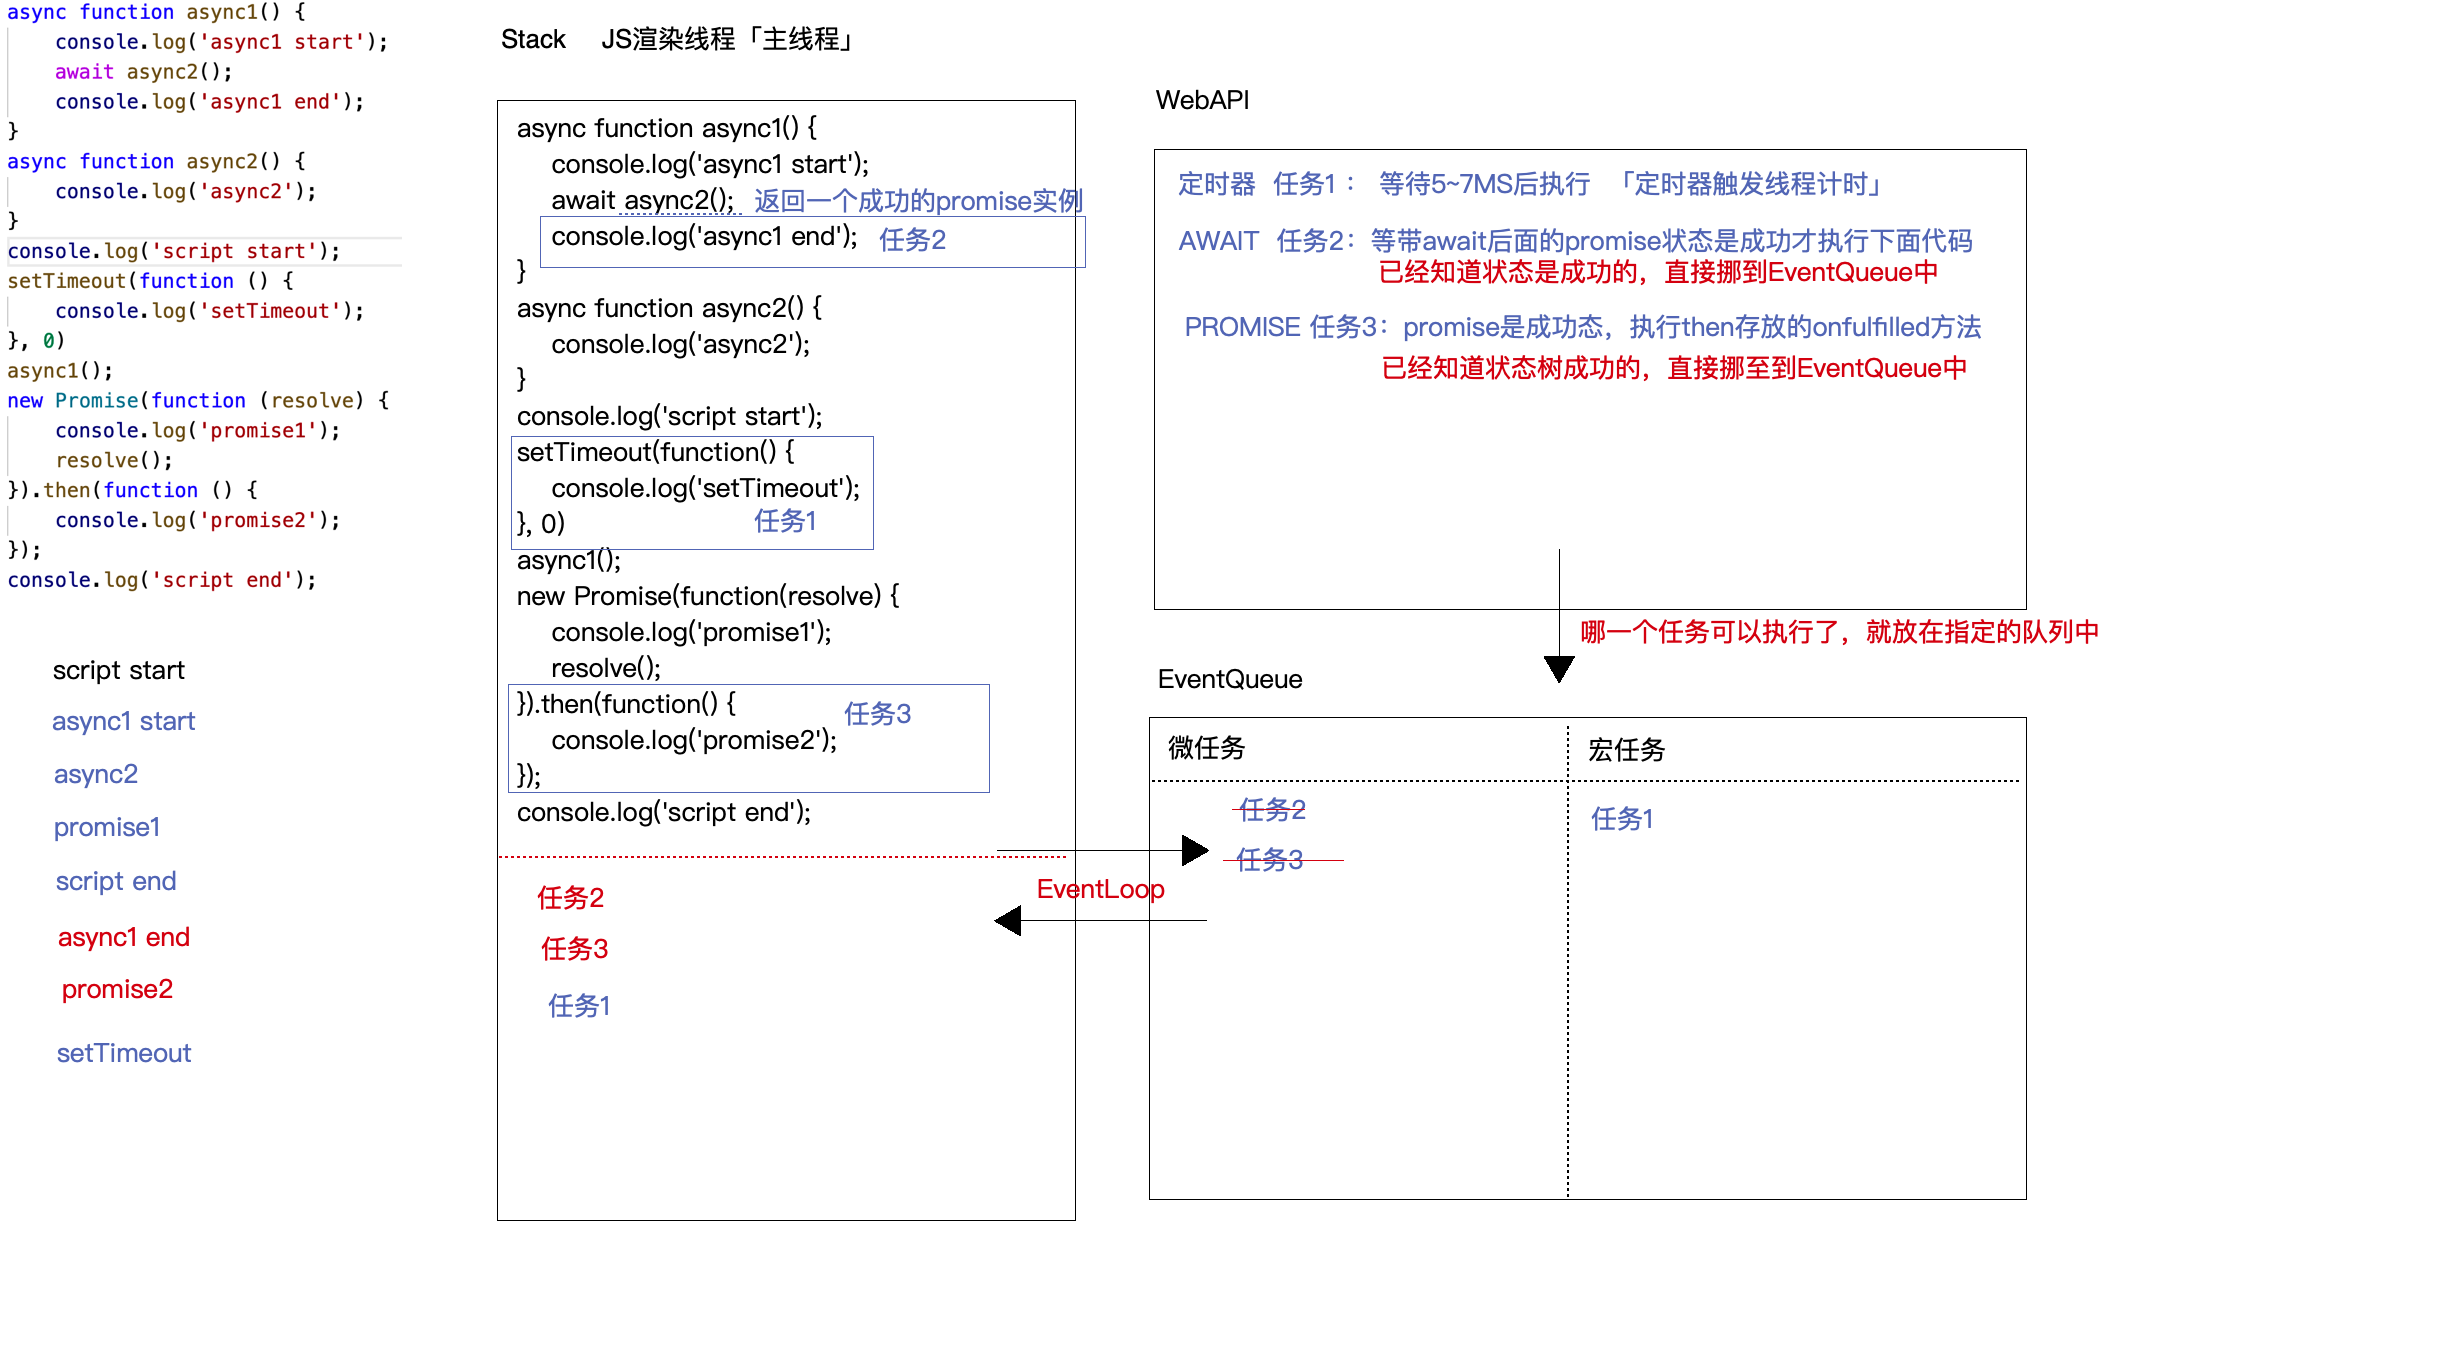 async function async1() {
    console.log('async1 start');
    await async2();
    console.log('async1 end');
}
async function async2() {
    console.log('async2');
}
console.log('script start');
setTimeout(function () {
    console.log('setTimeout');
}, 0)
async1();
new Promise(function (resolve) {
    console.log('promise1');
    resolve();
}).then(function () {
    console.log('promise2');
});
console.log('script end');
script start
async1 start
async2
promise1
script end
async1 end
promise2
setTimeout
Stack JS渲染线程「主线程」
async function async1() {
    console.log('async1 start');
    await async2(); 返回一个成功的promise实例
    console.log('async1 end'); 任务2
}
async function async2() {
    console.log('async2');
}
console.log('script start');
setTimeout(function() {
    console.log('setTimeout');
}, 0) 任务1
async1();
new Promise(function(resolve) {
    console.log('promise1');
    resolve();
}).then(function() { 任务3
    console.log('promise2');
});
console.log('script end');
任务2
任务3
任务1
EventLoop
WebAPI
定时器 任务1： 等待5~7MS后执行 「定时器触发线程计时」
AWAIT 任务2：等带await后面的promise状态是成功才执行下面代码
已经知道状态是成功的，直接挪到EventQueue中
PROMISE 任务3：promise是成功态，执行then存放的onfulfilled方法
已经知道状态树成功的，直接挪至到EventQueue中
哪一个任务可以执行了，就放在指定的队列中
EventQueue
微任务 宏任务
任务2 任务1
任务3